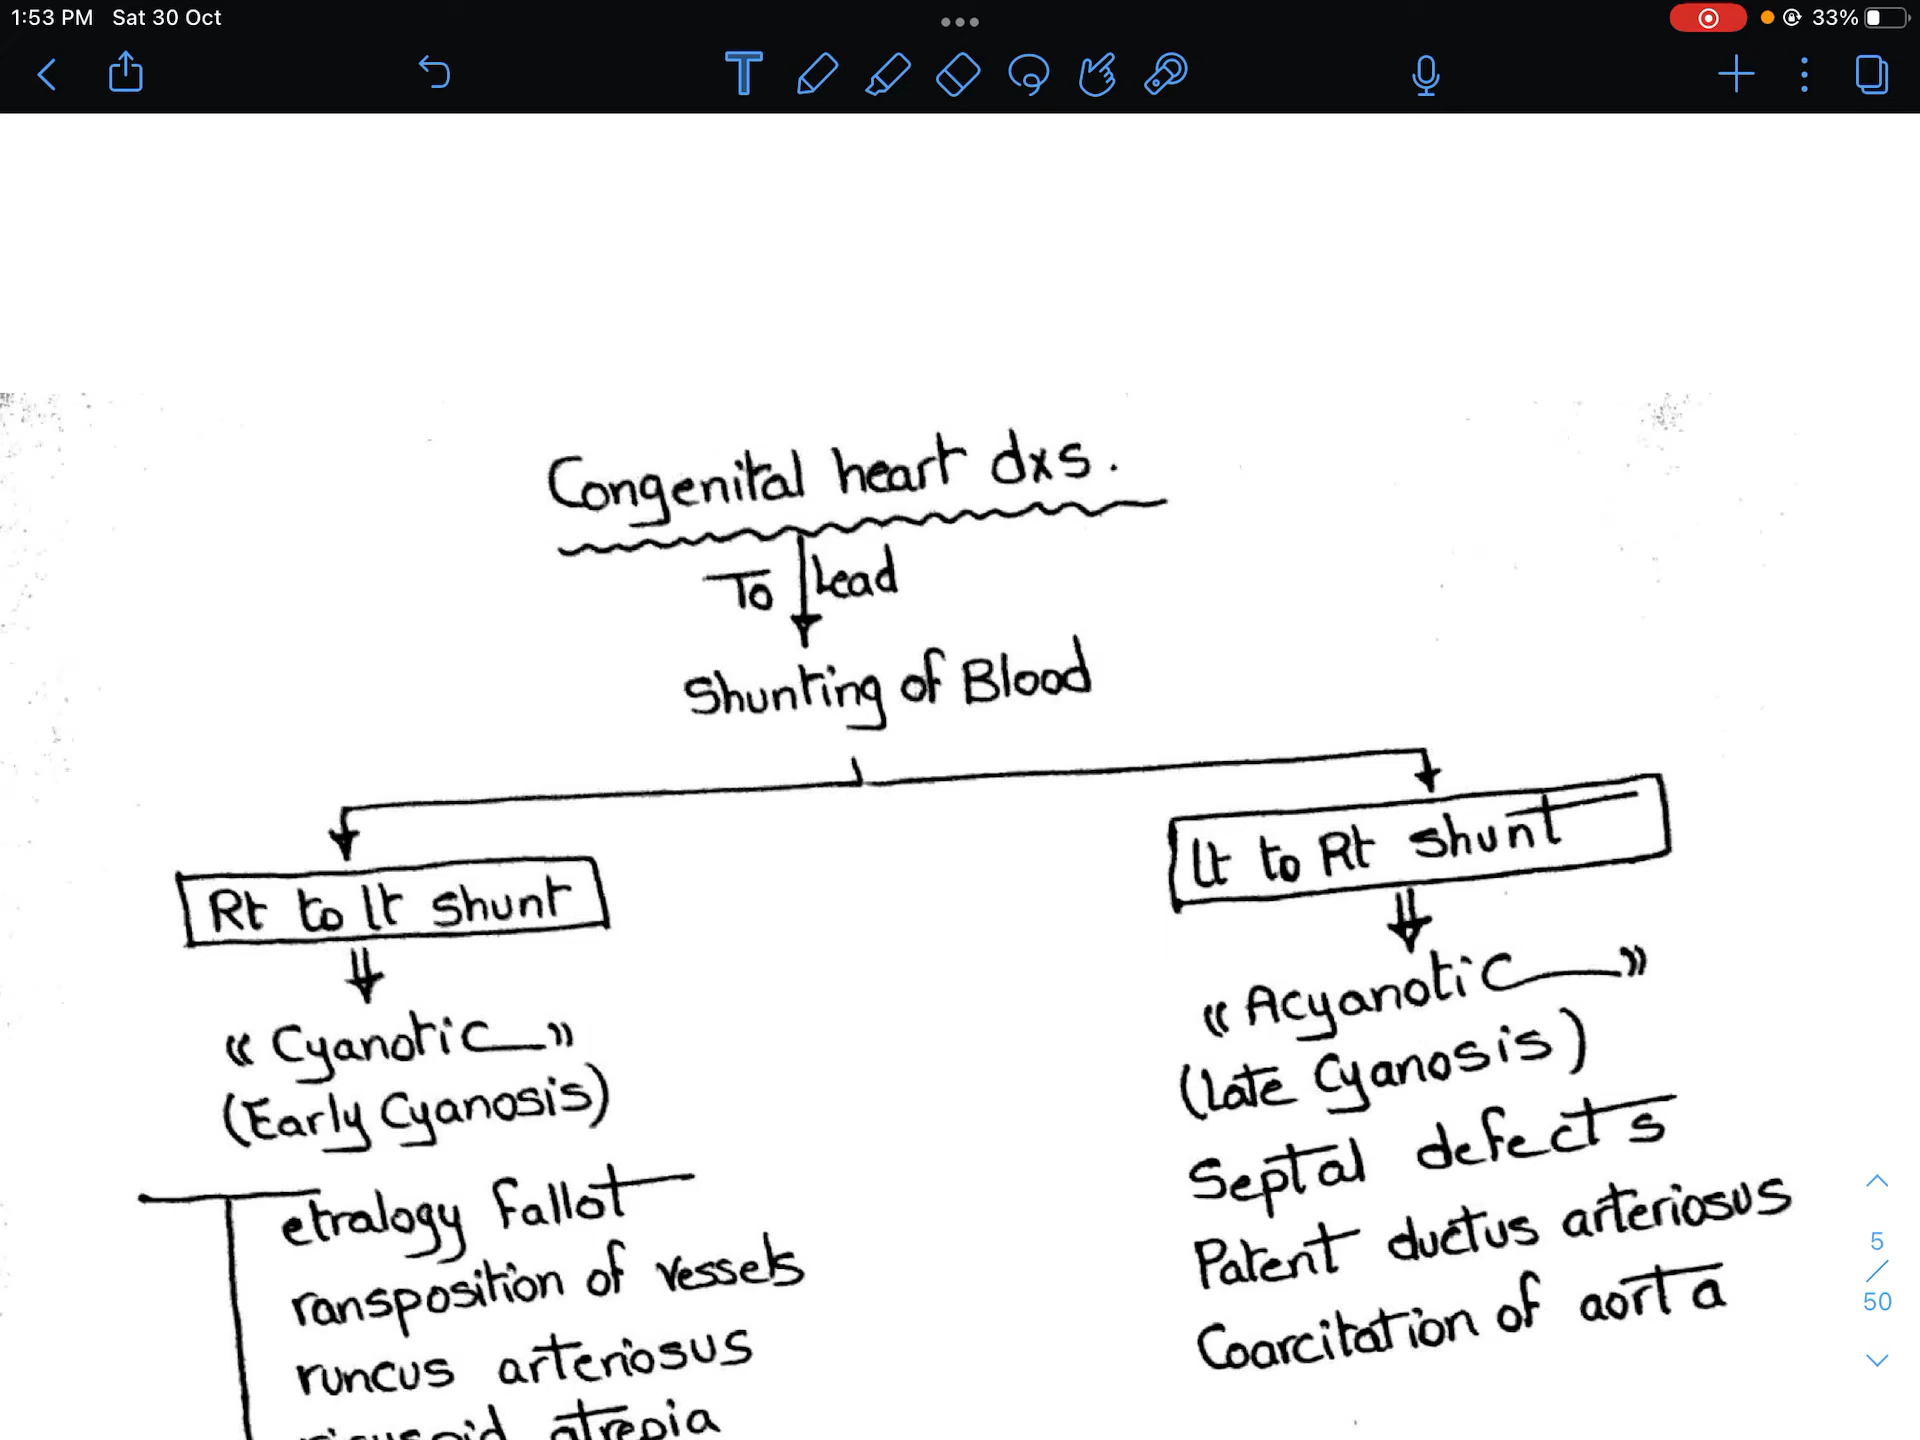 1:53 PM Sat 30 Oct
33%
T
Congenital heart dxs.
To Lead
Shunting of Blood
Rt to lt shunt
Lt to Rt shunt
«Cyanotic»
(Early Cyanosis)
T
etralogy fallot
ransposition of vessels
runcus arteriosus
ricuspid atresia
«Acyanotic»
(Late Cyanosis)
Septal defects
Patent ductus arteriosus
Coarcitation of aorta
5
/
50